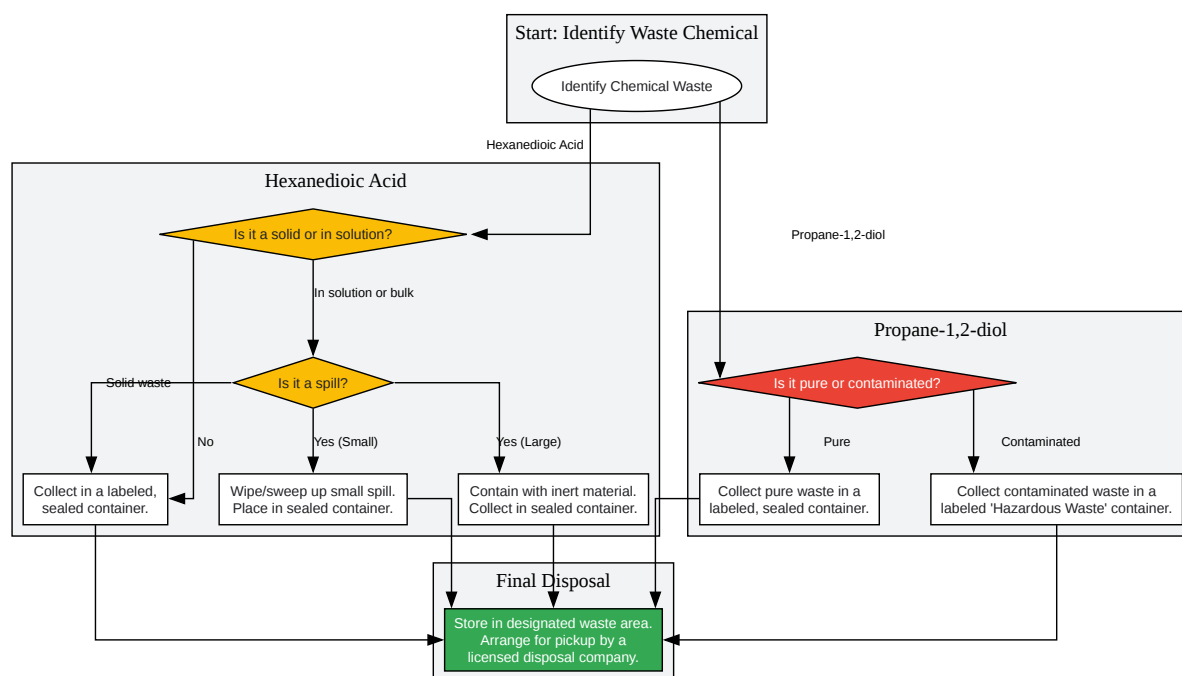 Start: Identify Waste Chemical
Identify Chemical Waste
Hexanedioic Acid
Hexanedioic Acid
Is it a solid or in solution?
Propane-1,2-diol
In solution or bulk
Propane-1,2-diol
Solid waste
Is it a spill?
Is it pure or contaminated?
No
Yes (Small)
Yes (Large)
Pure
Contaminated
Collect in a labeled,
sealed container.
Wipe/sweep up small spill.
Place in sealed container.
Contain with inert material.
Collect in sealed container.
Collect pure waste in a
labeled, sealed container.
Collect contaminated waste in a
labeled 'Hazardous Waste' container.
Final Disposal
Store in designated waste area.
Arrange for pickup by a
licensed disposal company.